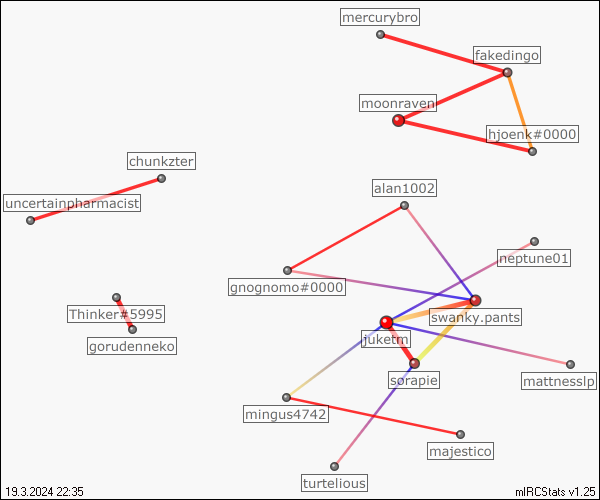 mercurybro
fakedingo
moonraven
hjoenk#0000
chunkzter
alan1002
uncertainpharmacist
neptune01
gnognomo#0000
Thinker#5995
swanky.pants
juketm
gorudenneko
sorapie
mattnesslp
mingus4742
majestico
turtelious
19.3.2024 22:35
mIRCStats v1.25